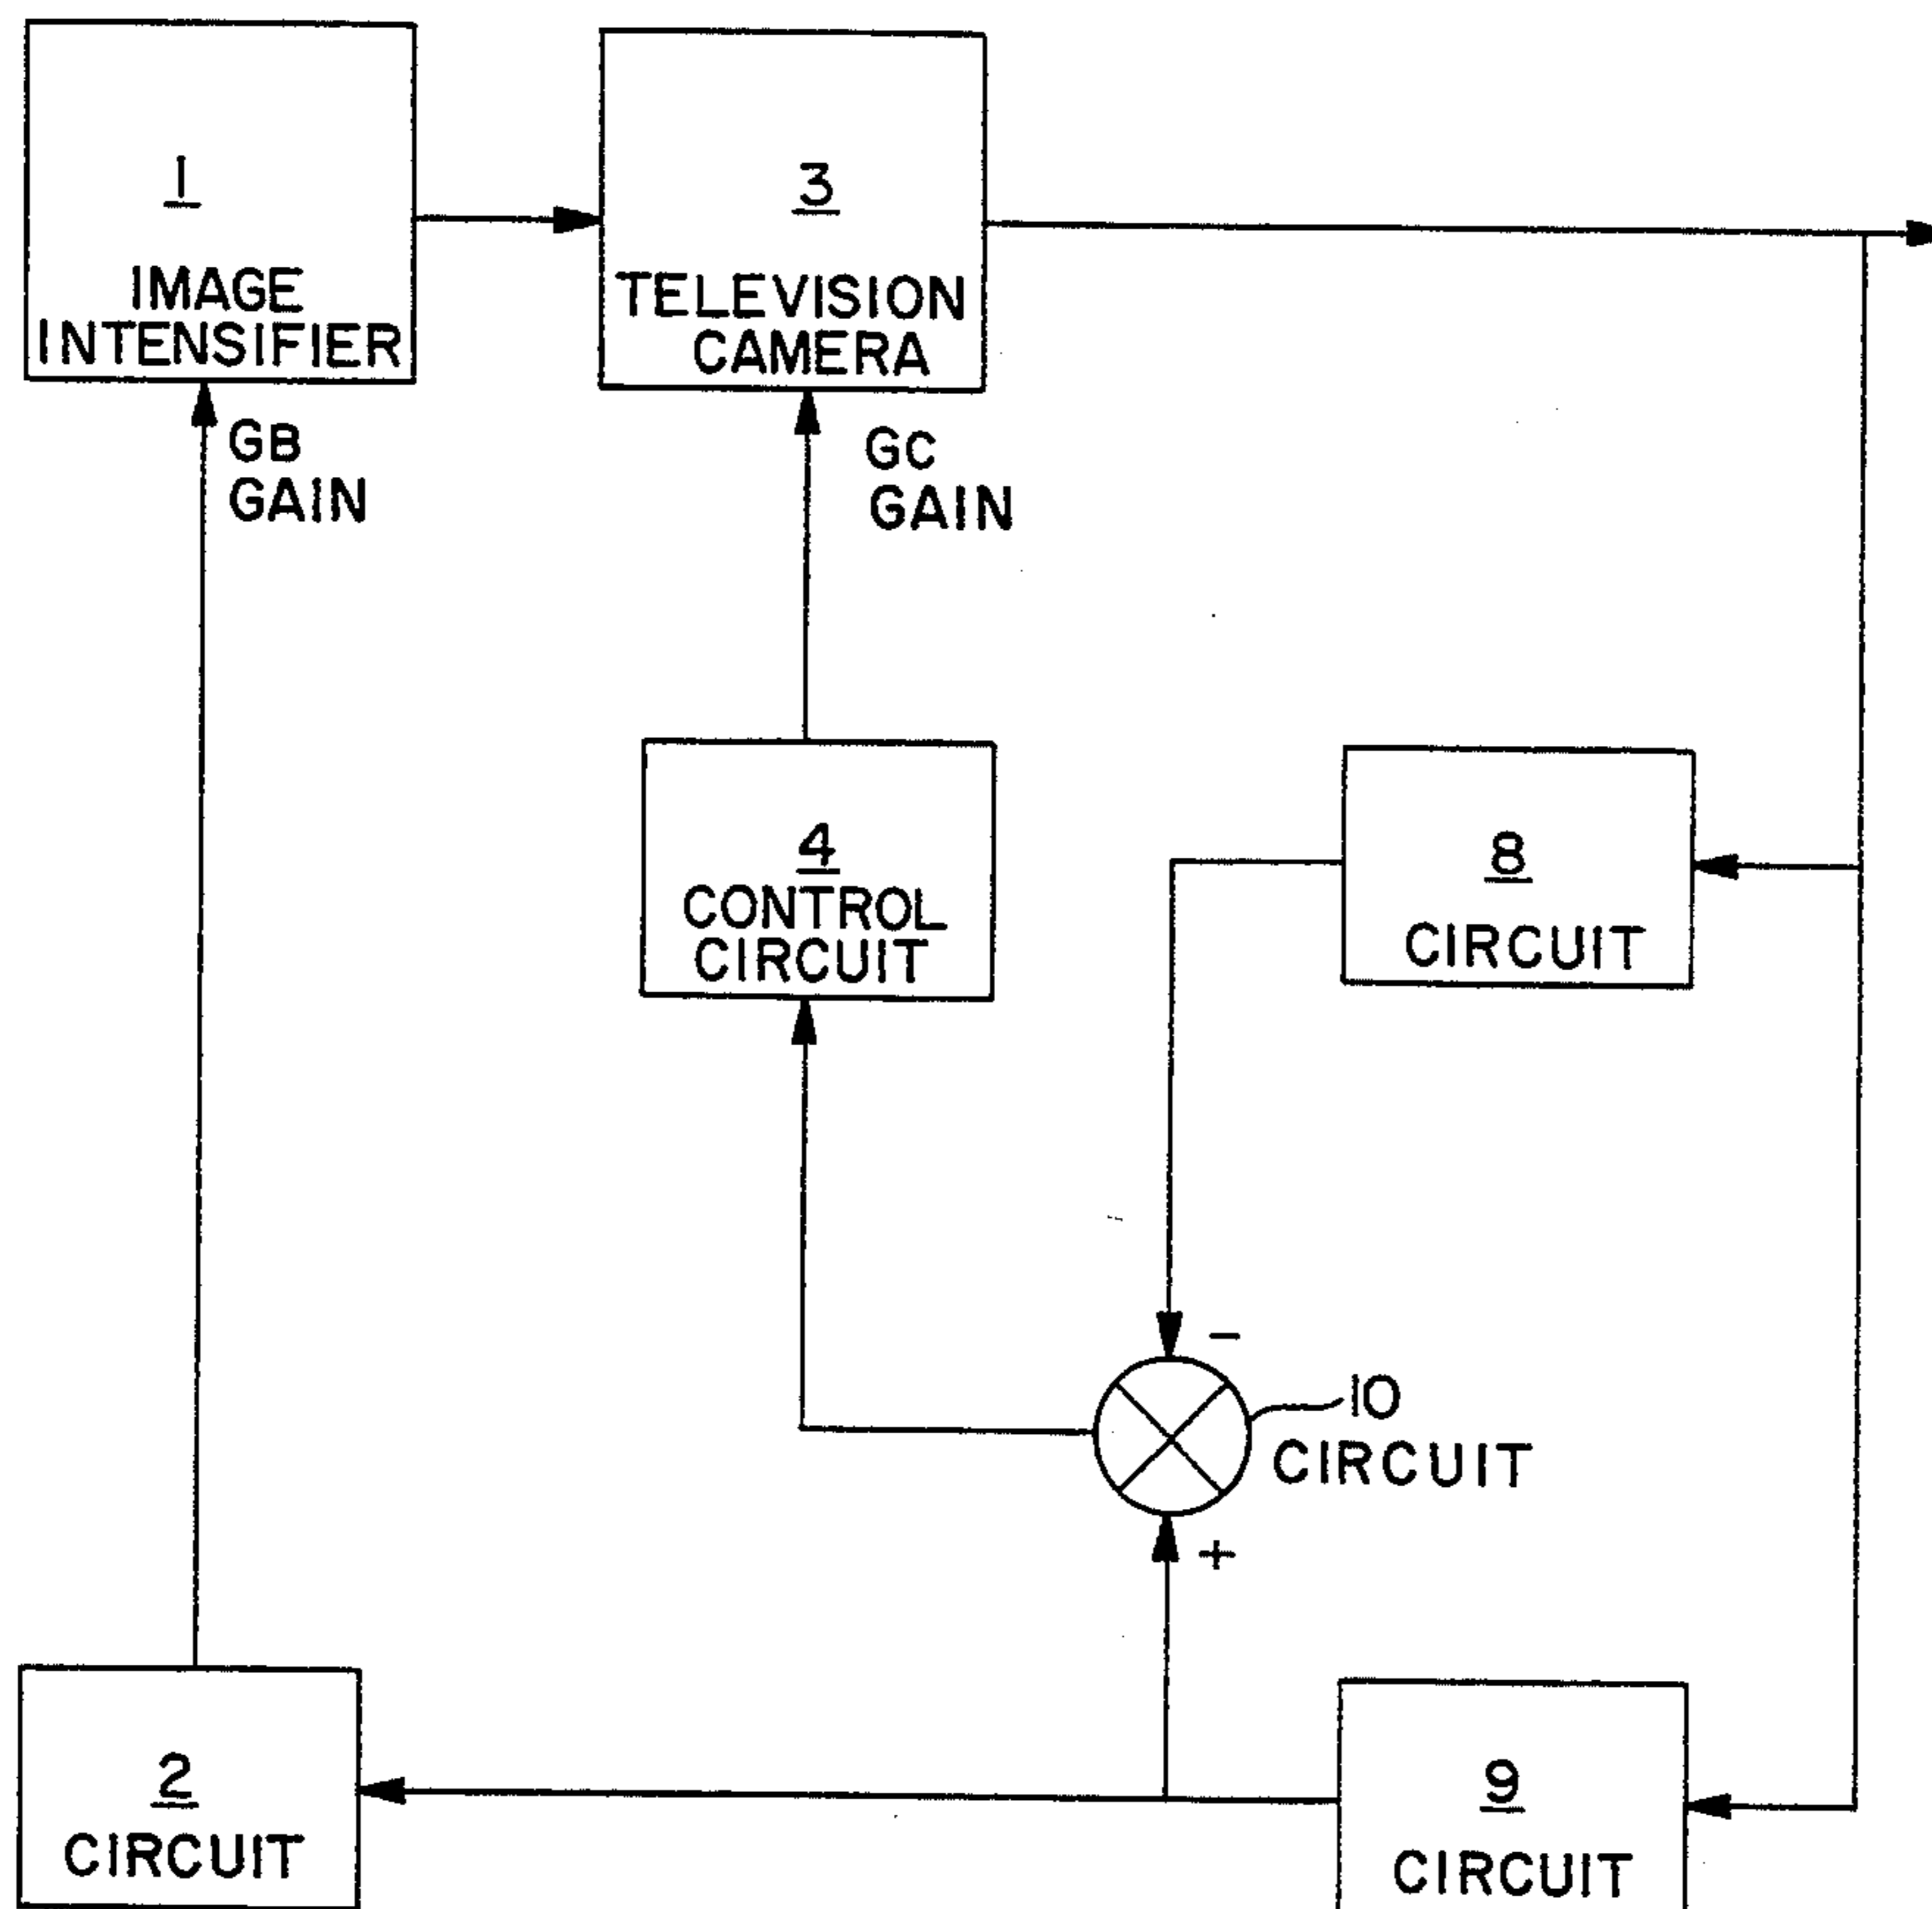 1
IMAGE
INTENSIFIER
3
TELEVISION
CAMERA
GB
GAIN
GC
GAIN
4
CONTROL
CIRCUIT
8
CIRCUIT
-
10
CIRCUIT
+
2
CIRCUIT
9
CIRCUIT